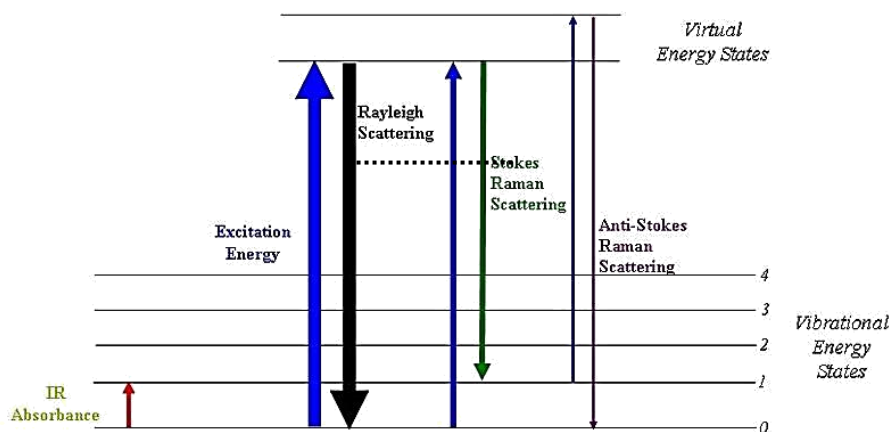 Virtual
Energy States
Rayleigh
Scattering
Stokes
Raman
Scattering
Excitation
Energy
Anti-Stokes
Raman
Scattering
4
3
2
1
0
Vibrational
Energy
States
IR
Absorbance